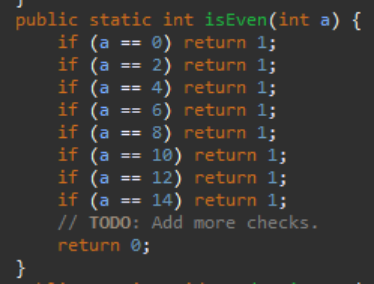 }
public static int isEven(int a) {
    if (a == 0) return 1;
    if (a == 2) return 1;
    if (a == 4) return 1;
    if (a == 6) return 1;
    if (a == 8) return 1;
    if (a == 10) return 1;
    if (a == 12) return 1;
    if (a == 14) return 1;
    // TODO: Add more checks.
    return 0;
}